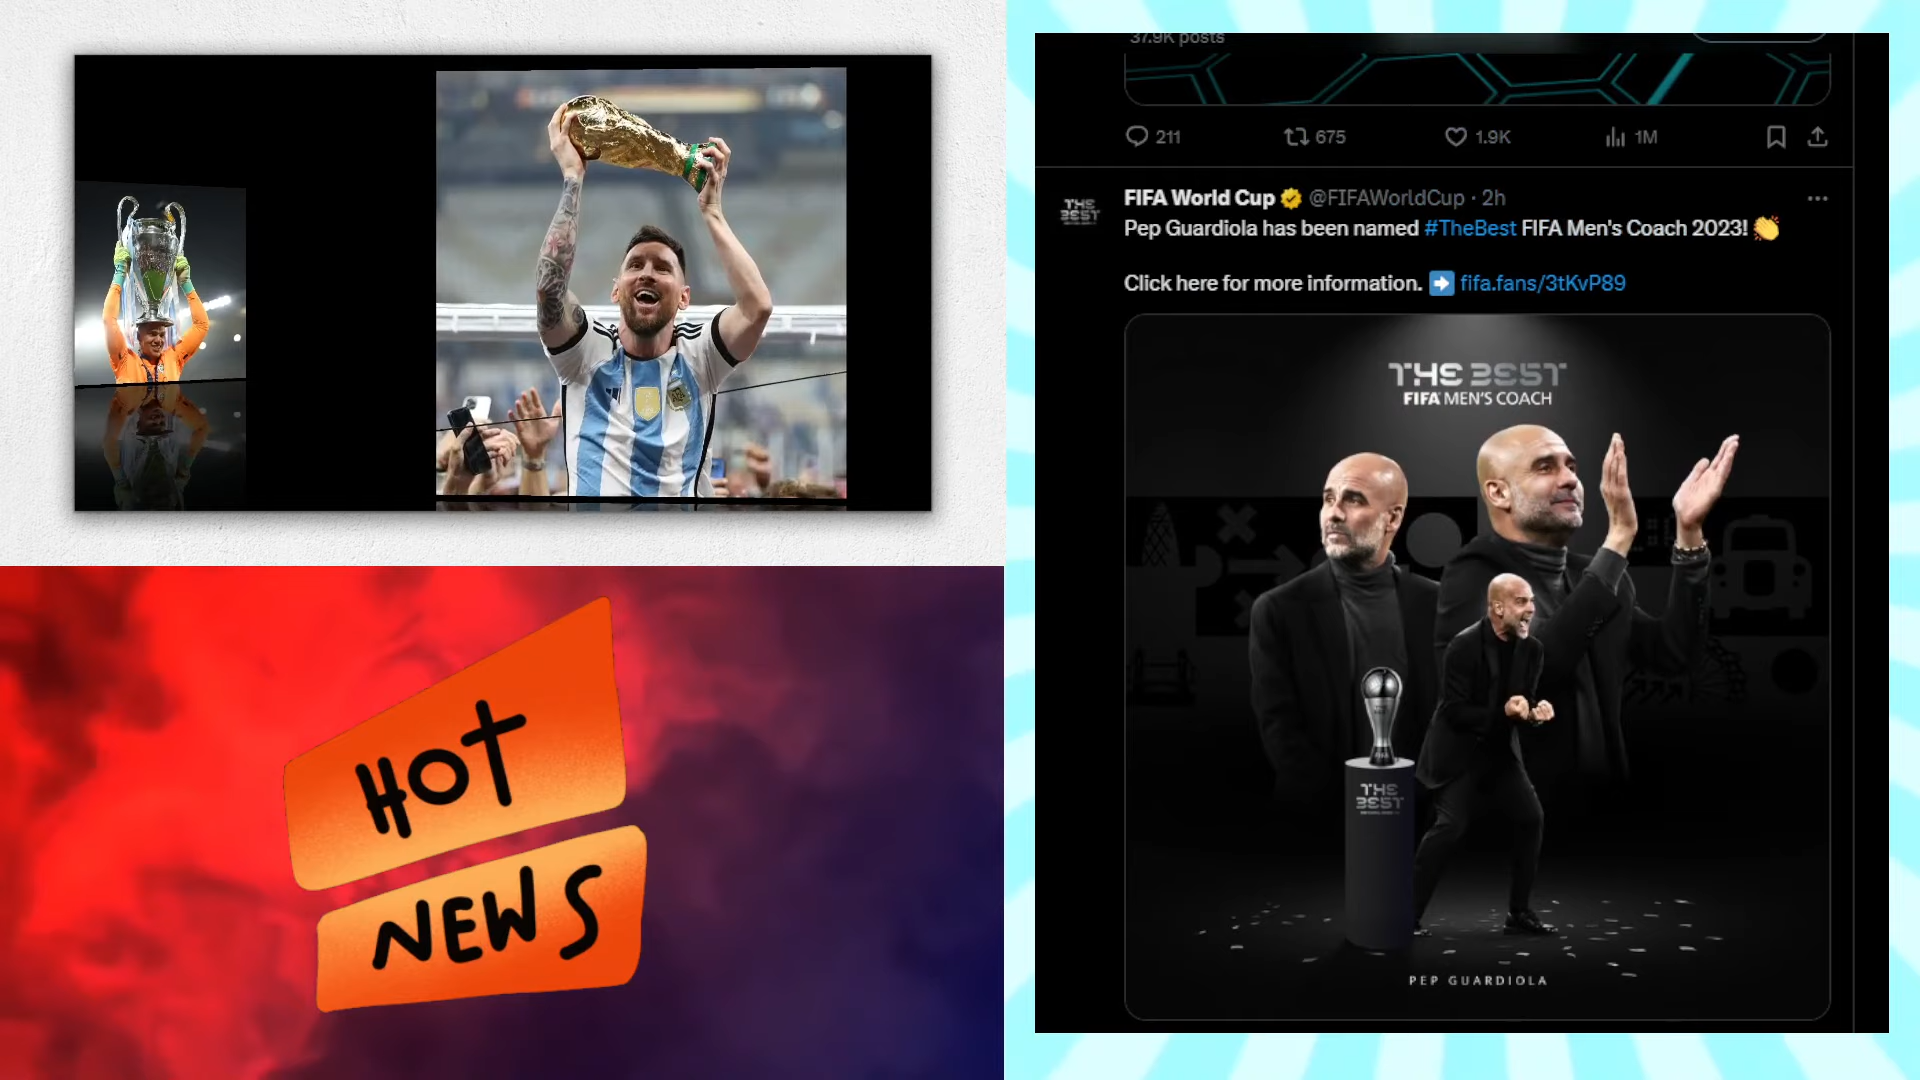 37.9K posts
211 675 1.9K 1M
FIFA World Cup @FIFAWorldCup · 2h
Pep Guardiola has been named #TheBest FIFA Men's Coach 2023! 👏
Click here for more information. ➡️ fifa.fans/3tKvP89
THE BEST
FIFA MEN'S COACH
THE
BEST
PEP GUARDIOLA
THE
BEST
HOT
NEWS